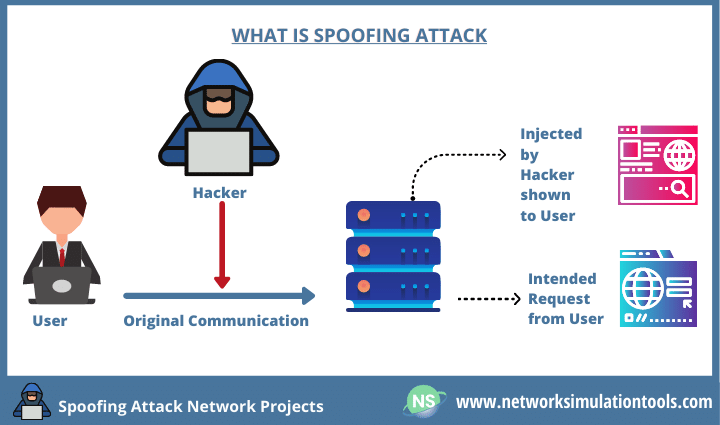 WHAT IS SPOOFING ATTACK
Hacker
User
Original Communication
Injected
by
Hacker
shown
to User
Intended
Request
from User
Spoofing Attack Network Projects
NS
www.networksimulationtools.com